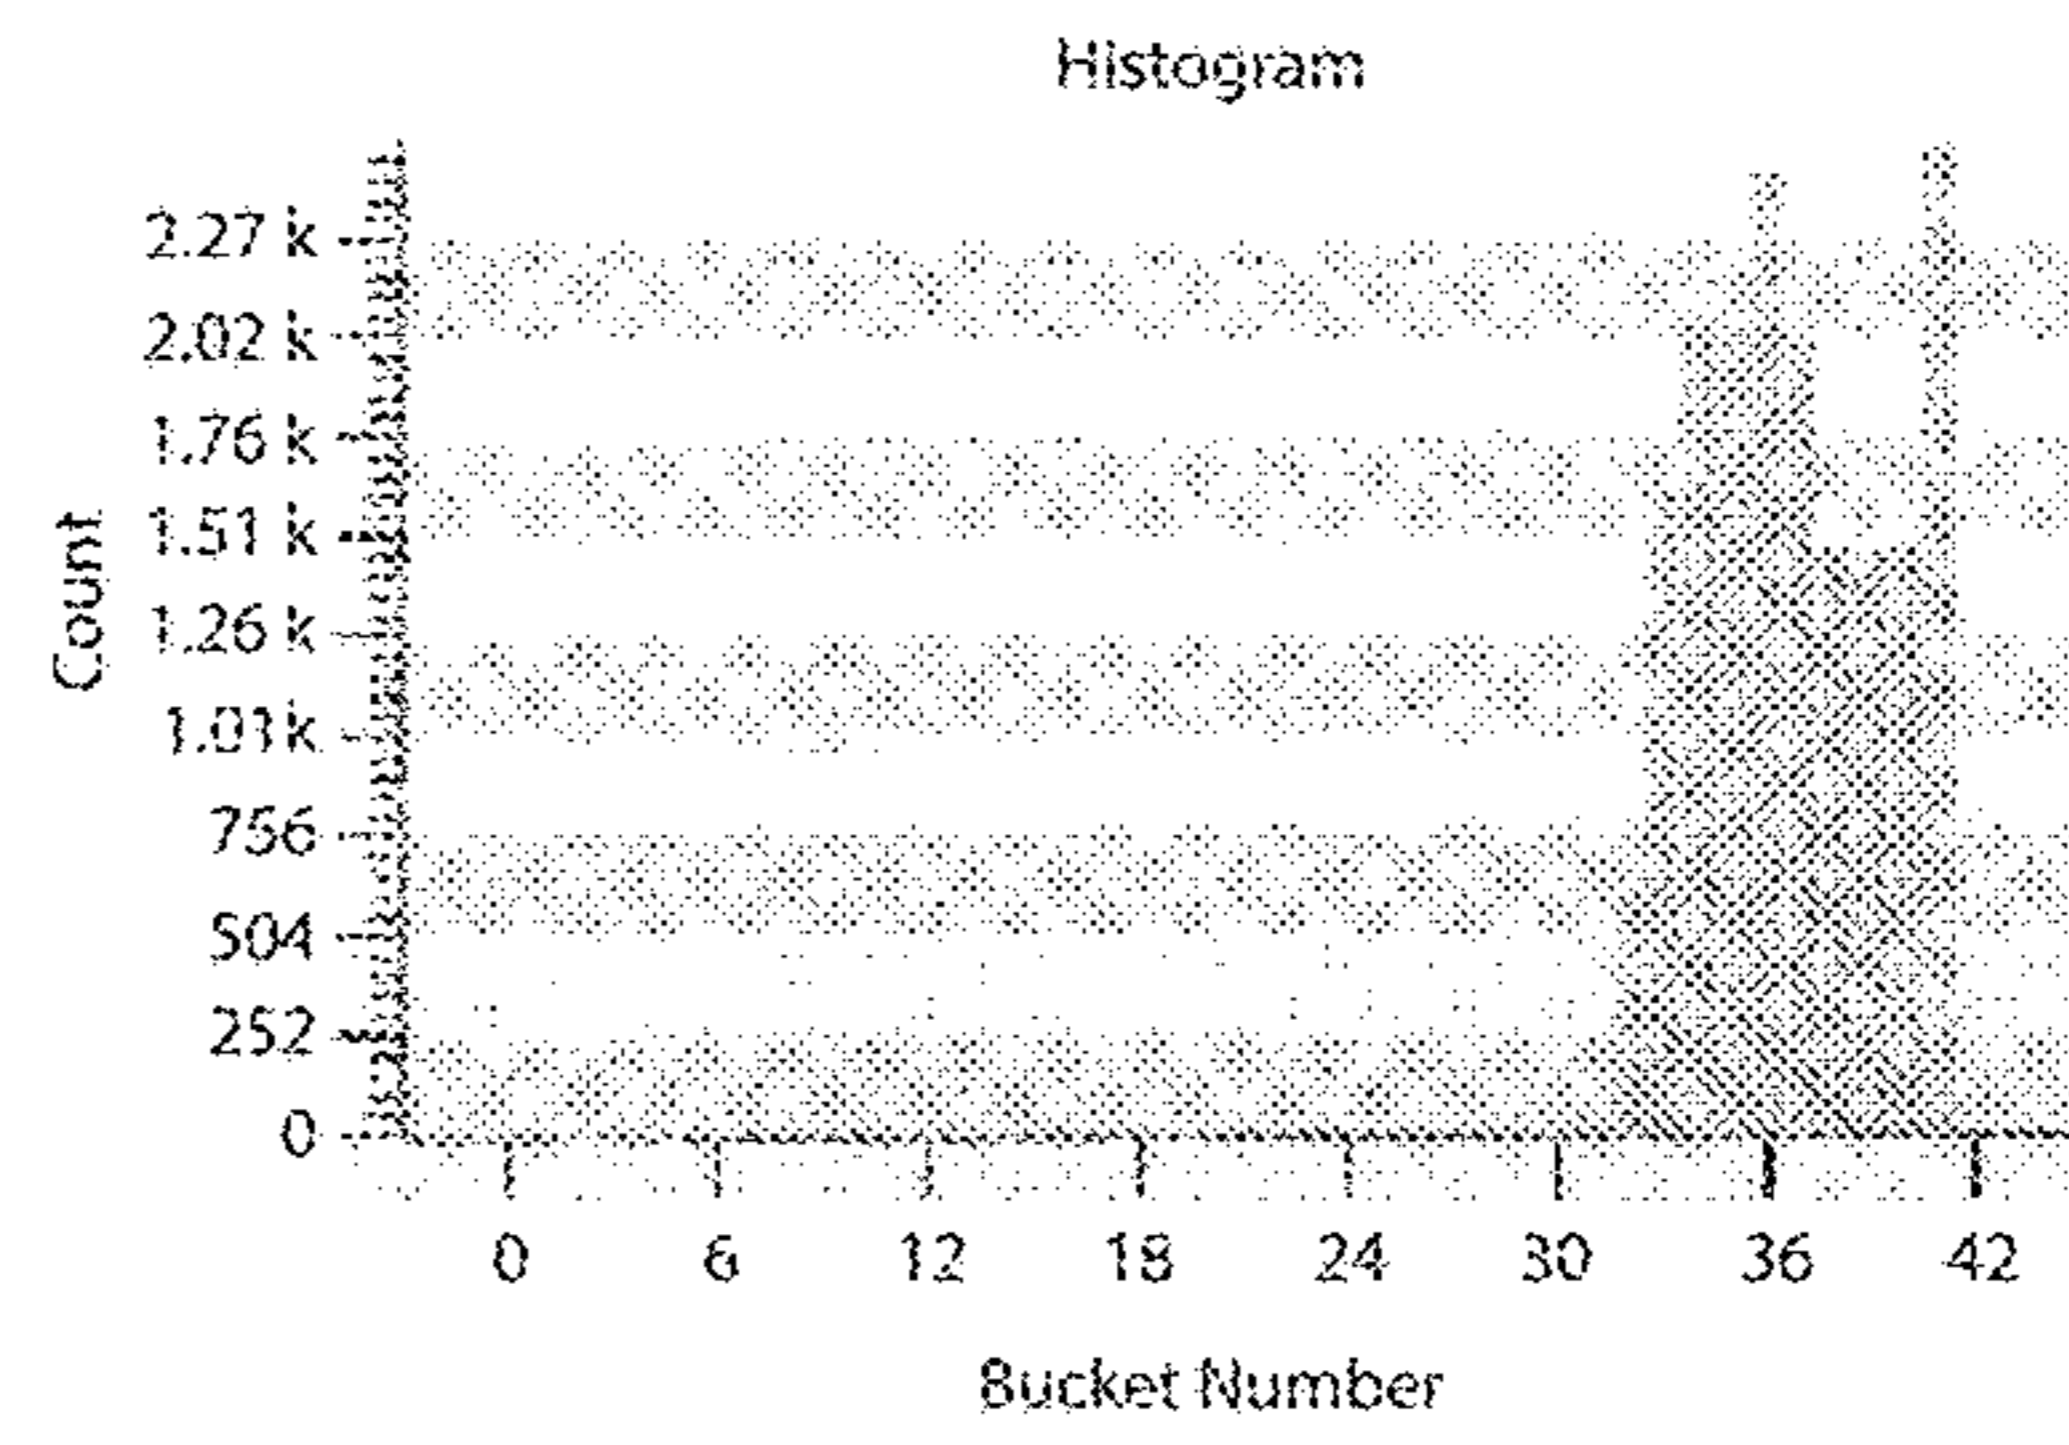 Histogram
2.27 k
2.02 k
1.76 k
1.51 k
1.26 k
1.01 k
756
504
252
0
Count
0 6 12 18 24 30 36 42
Bucket Number